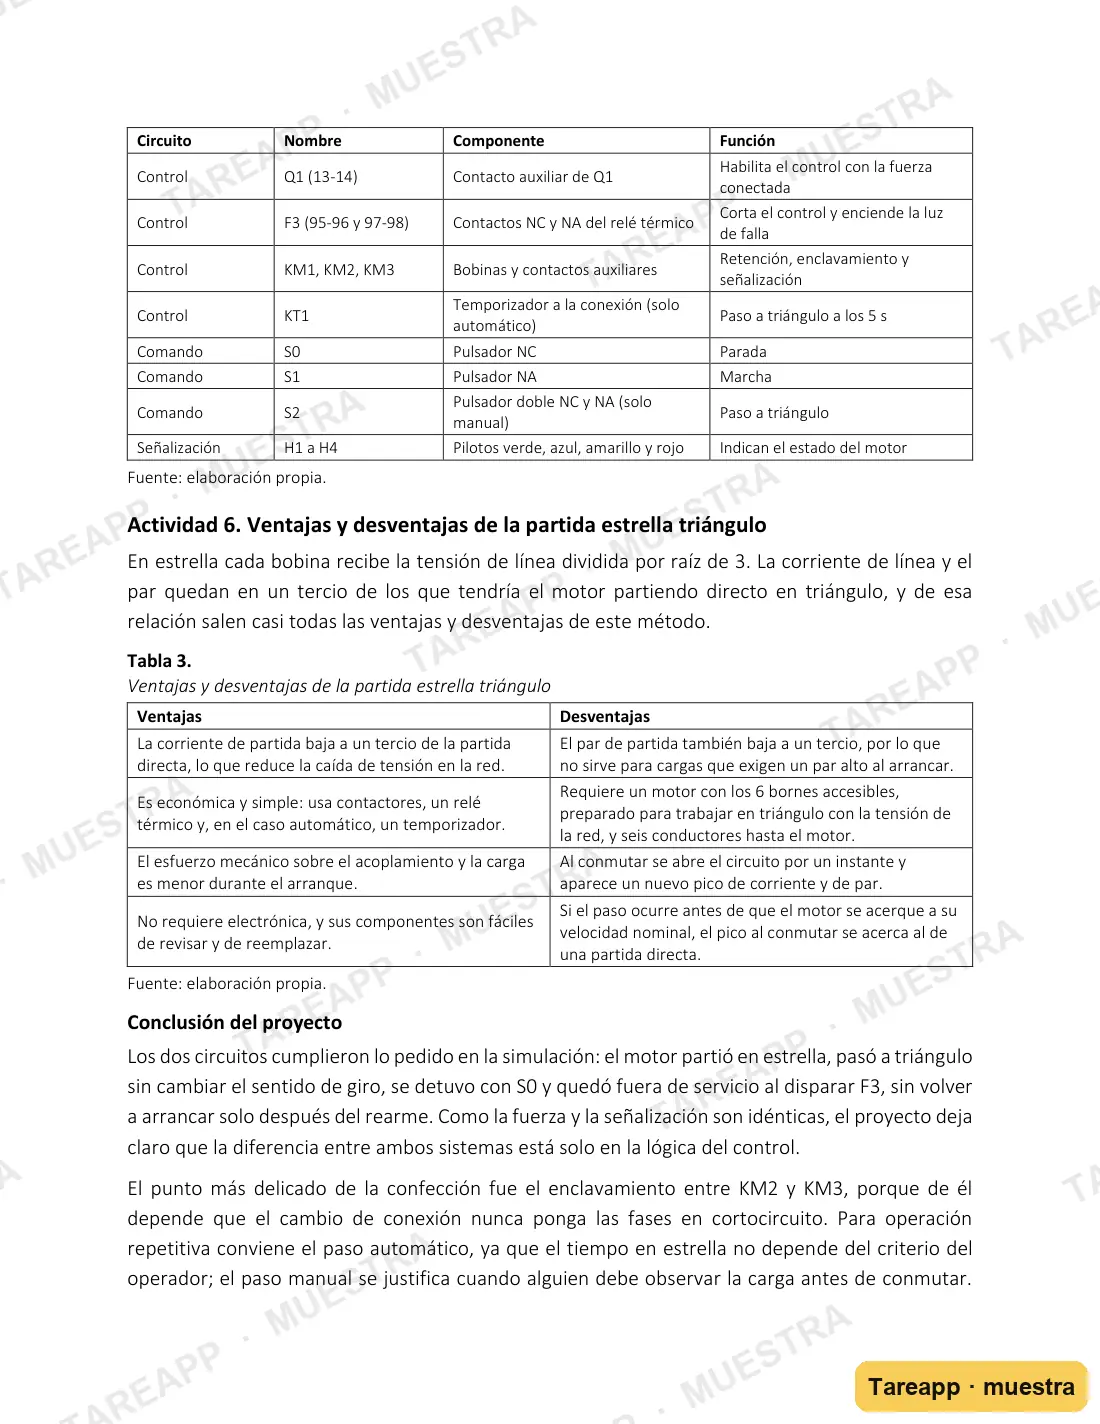 Circuito Nombre Componente Función
Control Q1 (13-14) Contacto auxiliar de Q1 Habilita el control con la fuerza
conectada
Control F3 (95-96 y 97-98) Contactos NC y NA del relé térmico Corta el control y enciende la luz
de falla
Control KM1, KM2, KM3 Bobinas y contactos auxiliares Retención, enclavamiento y
señalización
Control KT1 Temporizador a la conexión (solo
automático) Paso a triángulo a los 5 s
Comando S0 Pulsador NC Parada
Comando S1 Pulsador NA Marcha
Comando S2 Pulsador doble NC y NA (solo
manual) Paso a triángulo
Señalización H1 a H4 Pilotos verde, azul, amarillo y rojo Indican el estado del motor
Fuente: elaboración propia.
Actividad 6. Ventajas y desventajas de la partida estrella triángulo
En estrella cada bobina recibe la tensión de línea dividida por raíz de 3. La corriente de línea y el
par quedan en un tercio de los que tendría el motor partiendo directo en triángulo, y de esa
relación salen casi todas las ventajas y desventajas de este método.
Tabla 3.
Ventajas y desventajas de la partida estrella triángulo
Ventajas Desventajas
La corriente de partida baja a un tercio de la partida
directa, lo que reduce la caída de tensión en la red.
El par de partida también baja a un tercio, por lo que
no sirve para cargas que exigen un par alto al arrancar.
Es económica y simple: usa contactores, un relé
térmico y, en el caso automático, un temporizador.
Requiere un motor con los 6 bornes accesibles,
preparado para trabajar en triángulo con la tensión de
la red, y seis conductores hasta el motor.
El esfuerzo mecánico sobre el acoplamiento y la carga
es menor durante el arranque.
Al conmutar se abre el circuito por un instante y
aparece un nuevo pico de corriente y de par.
No requiere electrónica, y sus componentes son fáciles
de revisar y de reemplazar.
Si el paso ocurre antes de que el motor se acerque a su
velocidad nominal, el pico al conmutar se acerca al de
una partida directa.
Fuente: elaboración propia.
Conclusión del proyecto
Los dos circuitos cumplieron lo pedido en la simulación: el motor partió en estrella, pasó a triángulo
sin cambiar el sentido de giro, se detuvo con S0 y quedó fuera de servicio al disparar F3, sin volver
a arrancar solo después del rearme. Como la fuerza y la señalización son idénticas, el proyecto deja
claro que la diferencia entre ambos sistemas está solo en la lógica del control.
El punto más delicado de la confección fue el enclavamiento entre KM2 y KM3, porque de él
depende que el cambio de conexión nunca ponga las fases en cortocircuito. Para operación
repetitiva conviene el paso automático, ya que el tiempo en estrella no depende del criterio del
operador; el paso manual se justifica cuando alguien debe observar la carga antes de conmutar.
TAREAPP · MUESTRA
TAREAPP · MUESTRA
TAREAPP · MUESTRA
TAREAPP · MUESTRA
TAREAPP · MUESTRA
TAREAPP · MUESTRA
TAREAPP · MUESTRA
Tareapp · muestra